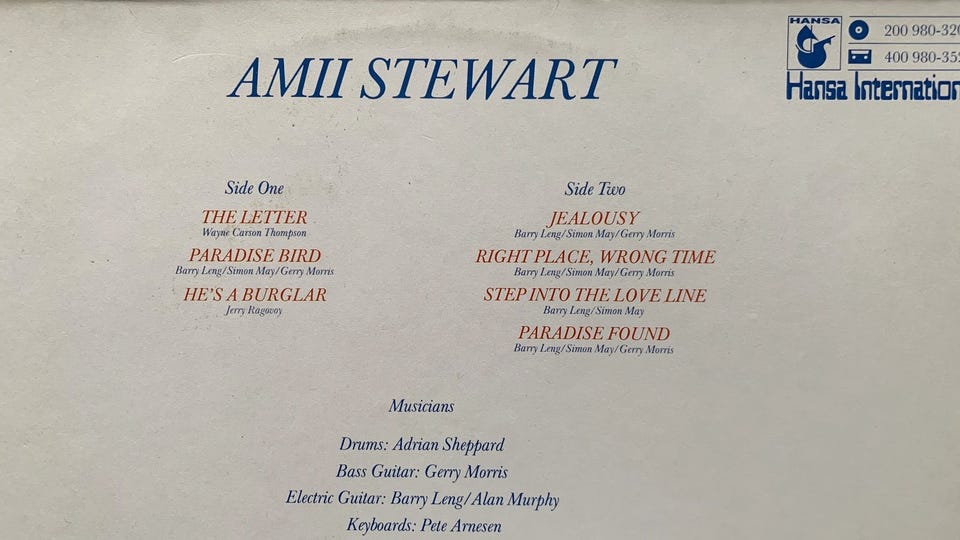 HANSA
200 980-320
400 980-352
Hansa Internation
AMII STEWART
Side One
THE LETTER
Wayne Carson Thompson
PARADISE BIRD
Barry Leng/Simon May/Gerry Morris
HE'S A BURGLAR
Jerry Ragovoy
Side Two
JEALOUSY
Barry Leng/Simon May/Gerry Morris
RIGHT PLACE, WRONG TIME
Barry Leng/Simon May/Gerry Morris
STEP INTO THE LOVE LINE
Barry Leng/Simon May
PARADISE FOUND
Barry Leng/Simon May/Gerry Morris
Musicians
Drums: Adrian Sheppard
Bass Guitar: Gerry Morris
Electric Guitar: Barry Leng/Alan Murphy
Keyboards: Pete Arnesen